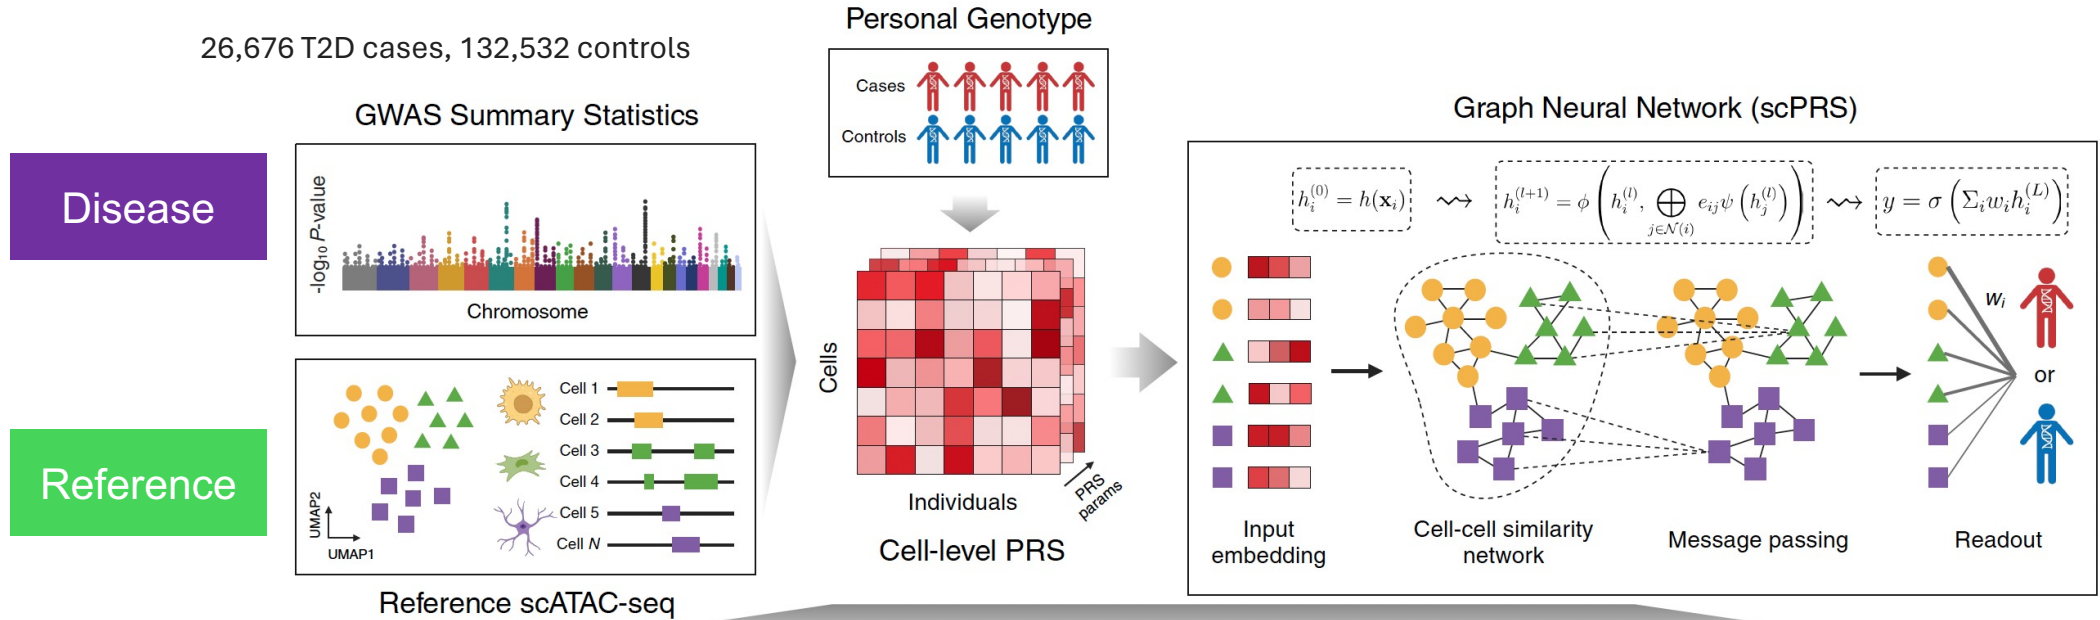 26,676 T2D cases, 132,532 controls
Disease
Reference
GWAS Summary Statistics
-log₁₀ P-value
Chromosome
UMAP2
UMAP1
Cell 1
Cell 2
Cell 3
Cell 4
Cell 5
Cell N
Reference scATAC-seq
Personal Genotype
Cases
Controls
Cells
Individuals
PRS
params
Cell-level PRS
Graph Neural Network (scPRS)
h_i^{(0)} = h(x_i)
h_i^{(l+1)} = ϕ ( h_i^{(l)}, ⊕_{j∈N(i)} e_{ij} ψ ( h_j^{(l)} ) )
y = σ ( Σ_i w_i h_i^{(L)} )
w_i
or
Input
embedding
Cell-cell similarity
network
Message passing
Readout